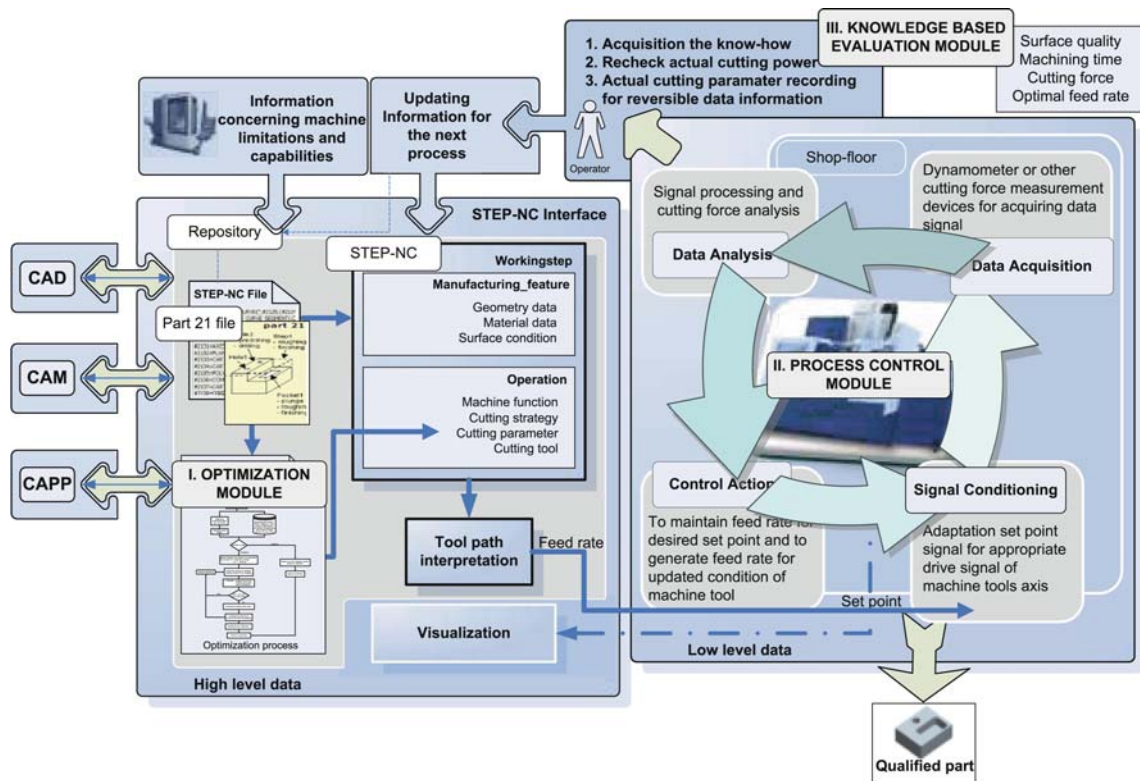 III. KNOWLEDGE BASED
EVALUATION MODULE
1. Acquisition the know-how
2. Recheck actual cutting power
3. Actual cutting paramater recording
for reversible data information
Operator
Surface quality
Machining time
Cutting force
Optimal feed rate
Information
concerning machine
limitations and
capabilities
Updating
Information for
the next
process
CAD
CAM
CAPP
STEP-NC Interface
Repository
STEP-NC
STEP-NC File
Part 21 file
part 21
Workingstep
Manufacturing_feature
Geometry data
Material data
Surface condition
Operation
Machine function
Cutting strategy
Cutting parameter
Cutting tool
I. OPTIMIZATION
MODULE
Optimization process
Tool path
interpretation
Feed rate
Visualization
High level data
Shop-floor
Signal processing and
cutting force analysis
Data Analysis
Dynamometer or other
cutting force measurement
devices for acquiring data
signal
Data Acquisition
II. PROCESS CONTROL
MODULE
Control Action
To maintain feed rate for
desired set point and to
generate feed rate for
updated condition of
machine tool
Signal Conditioning
Adaptation set point
signal for appropriate
drive signal of
machine tools axis
Set point
Low level data
Qualified part